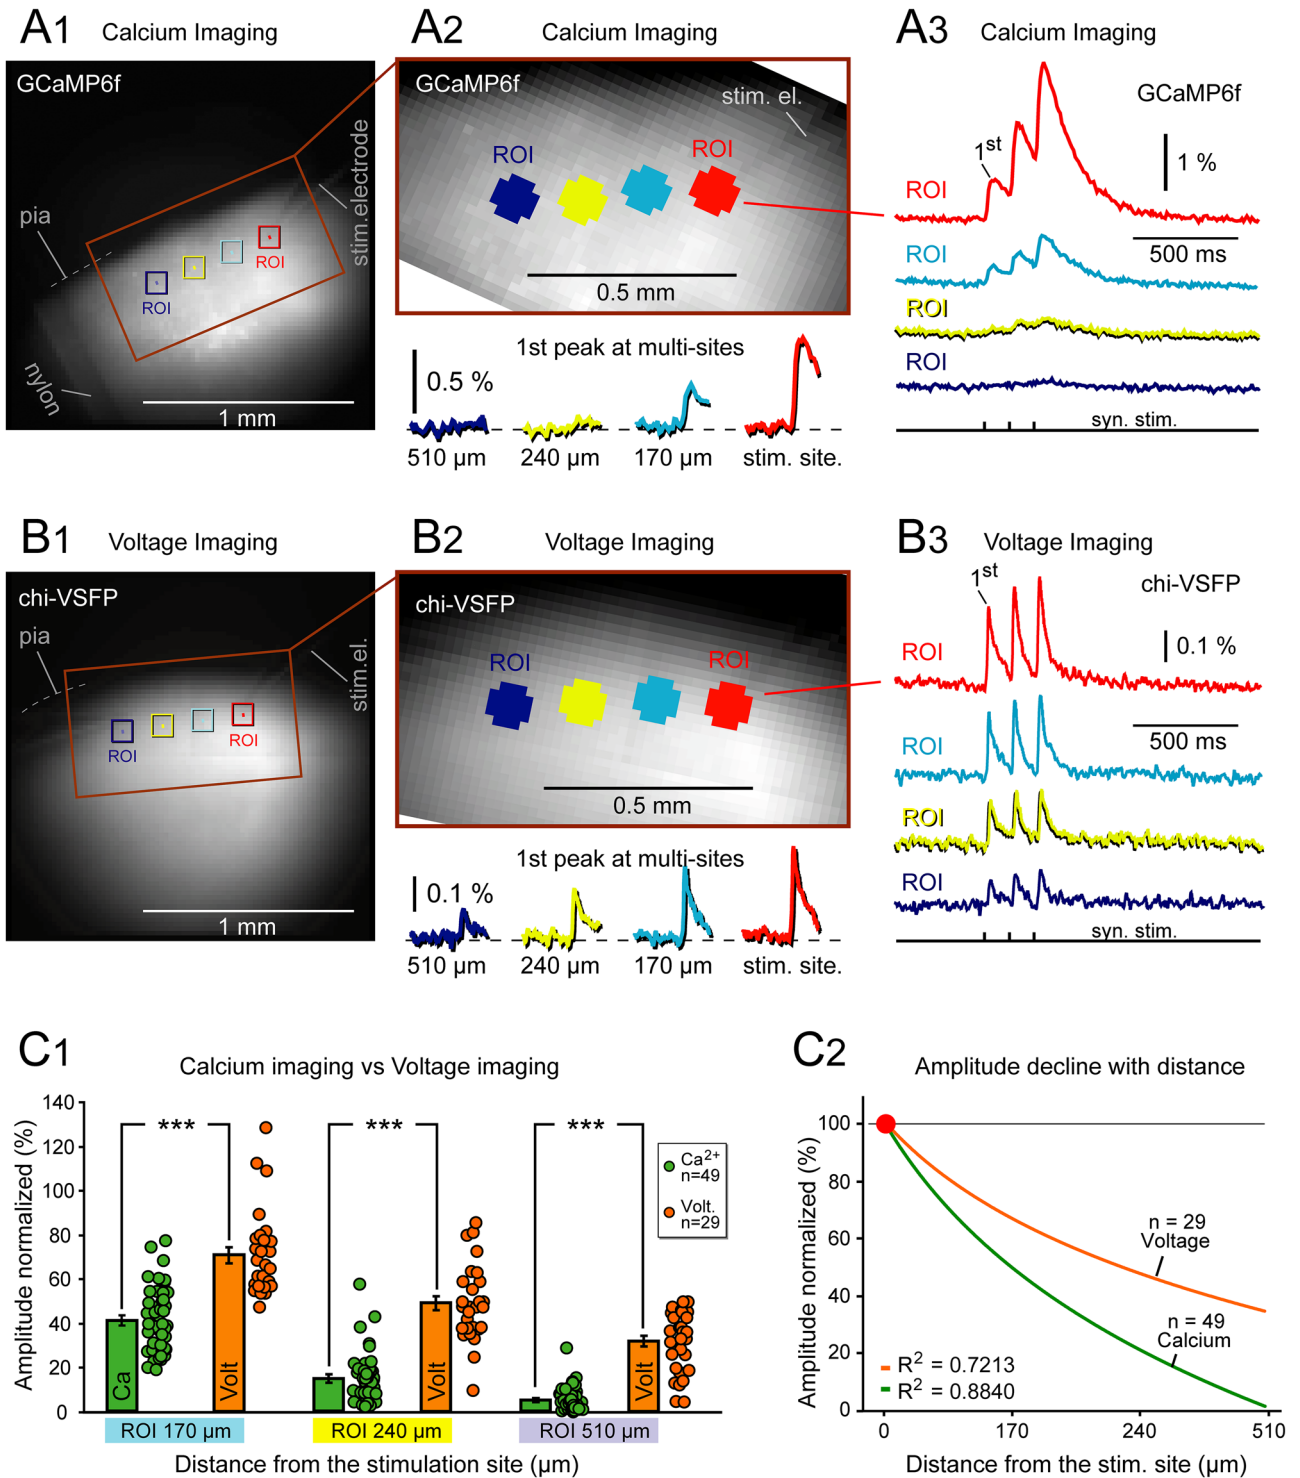 A1 Calcium Imaging
GCaMP6f
pia
stim.electrode
ROI
ROI
nylon
1 mm
A2 Calcium Imaging
GCaMP6f
stim. el.
ROI
ROI
0.5 mm
1st peak at multi-sites
0.5 %
510 µm 240 µm 170 µm stim. site.
A3 Calcium Imaging
GCaMP6f
1st
1 %
ROI
500 ms
ROI
ROI
ROI
syn. stim.
B1 Voltage Imaging
chi-VSFP
pia
stim.el.
ROI
ROI
1 mm
B2 Voltage Imaging
chi-VSFP
ROI
ROI
0.5 mm
1st peak at multi-sites
0.1 %
510 µm 240 µm 170 µm stim. site.
B3 Voltage Imaging
1st
chi-VSFP
0.1 %
ROI
500 ms
ROI
ROI
ROI
syn. stim.
C1
Calcium imaging vs Voltage imaging
Amplitude normalized (%)
140
120
100
80
60
40
20
0
*** *** ***
Ca2+
n=49
Volt.
n=29
Ca Volt Volt Volt
ROI 170 µm ROI 240 µm ROI 510 µm
Distance from the stimulation site (µm)
C2
Amplitude decline with distance
Amplitude normalized (%)
100
80
60
40
20
0
n = 29
Voltage
n = 49
Calcium
R2 = 0.7213
R2 = 0.8840
0 170 240 510
Distance from the stim. site (µm)